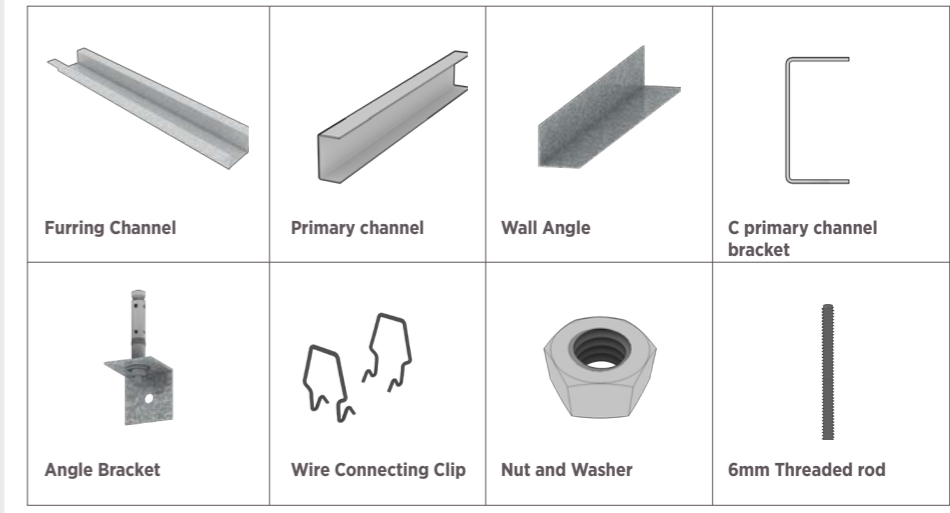 Furring Channel
Primary channel
Wall Angle
C primary channel
bracket
Angle Bracket
Wire Connecting Clip
Nut and Washer
6mm Threaded rod